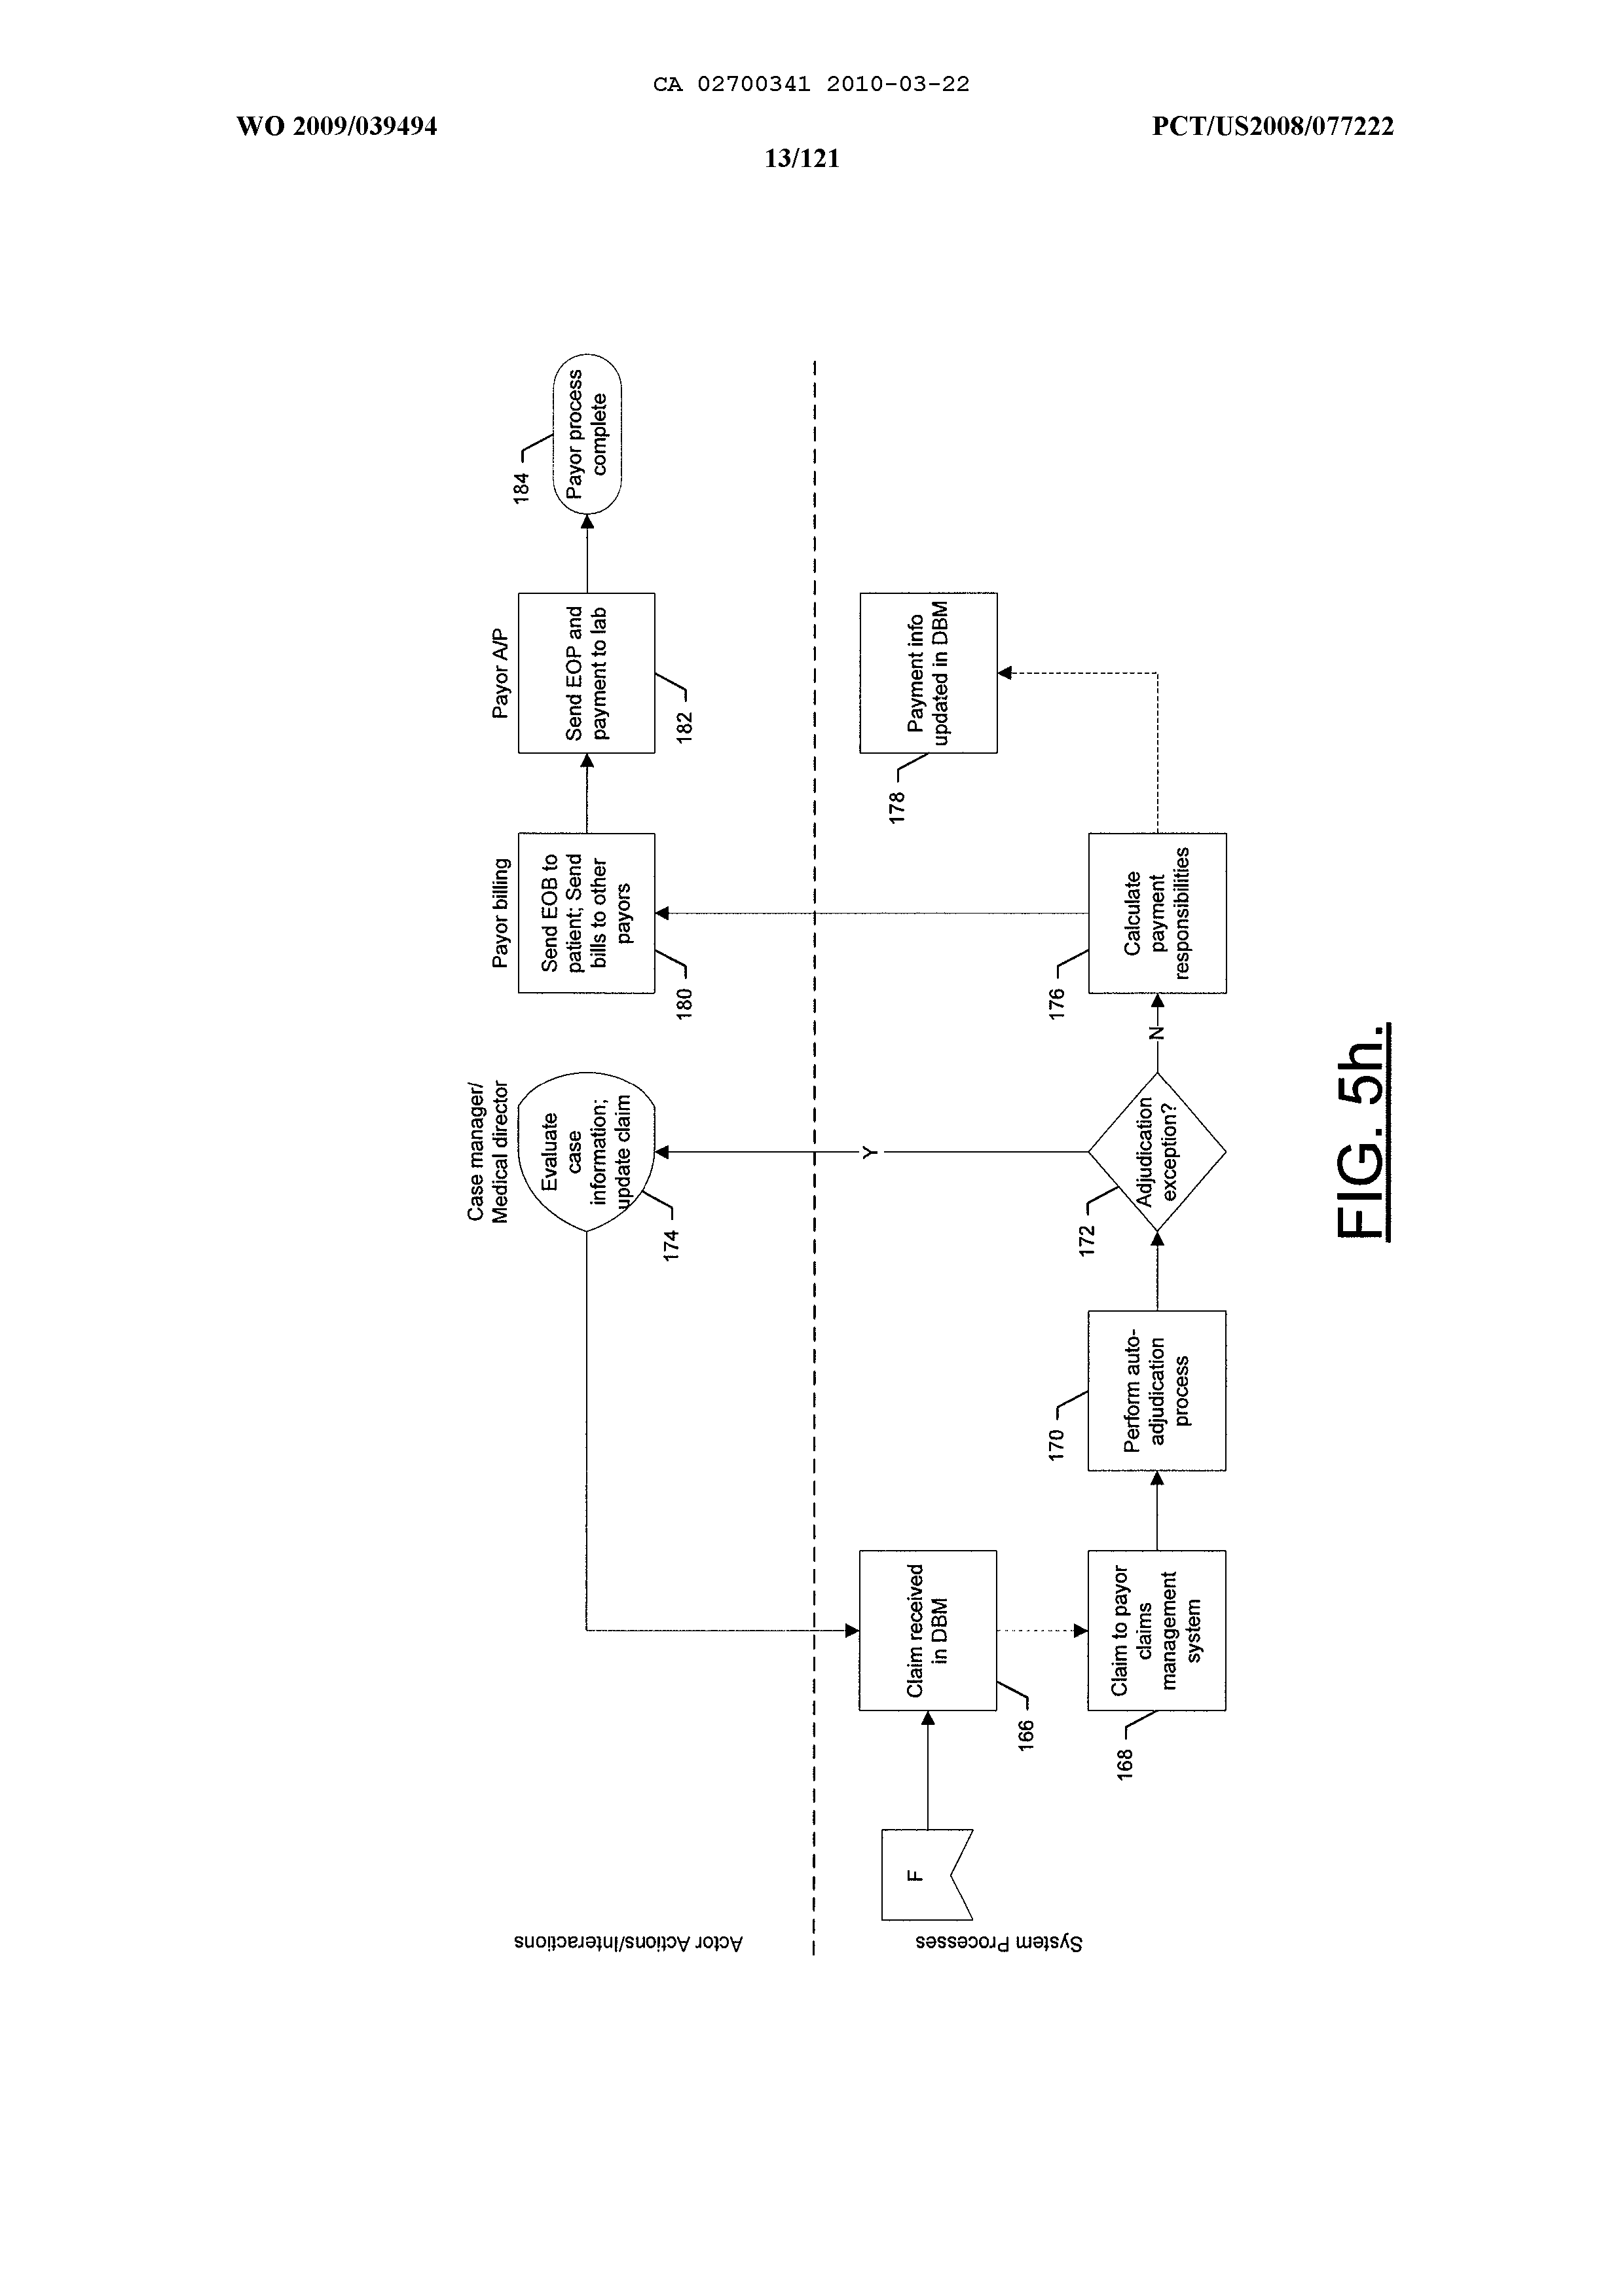 CA 02700341 2010-03-22
WO 2009/039494
PCT/US2008/077222
13/121
Actor Actions/Interactions
Case manager/
Medical director
Evaluate
case
information;
update claim
174
Payor billing
Send EOB to
patient; Send
bills to other
payors
180
Payor A/P
Send EOP and
payment to lab
182
184
Payor process
complete
System Processes
F
Claim received
in DBM
166
Claim to payor
claims
management
system
168
Perform auto-
adjudication
process
170
Adjudication
exception?
172
Y
N
Calculate
payment
responsibilities
176
Payment info
updated in DBM
178
FIG. 5h.